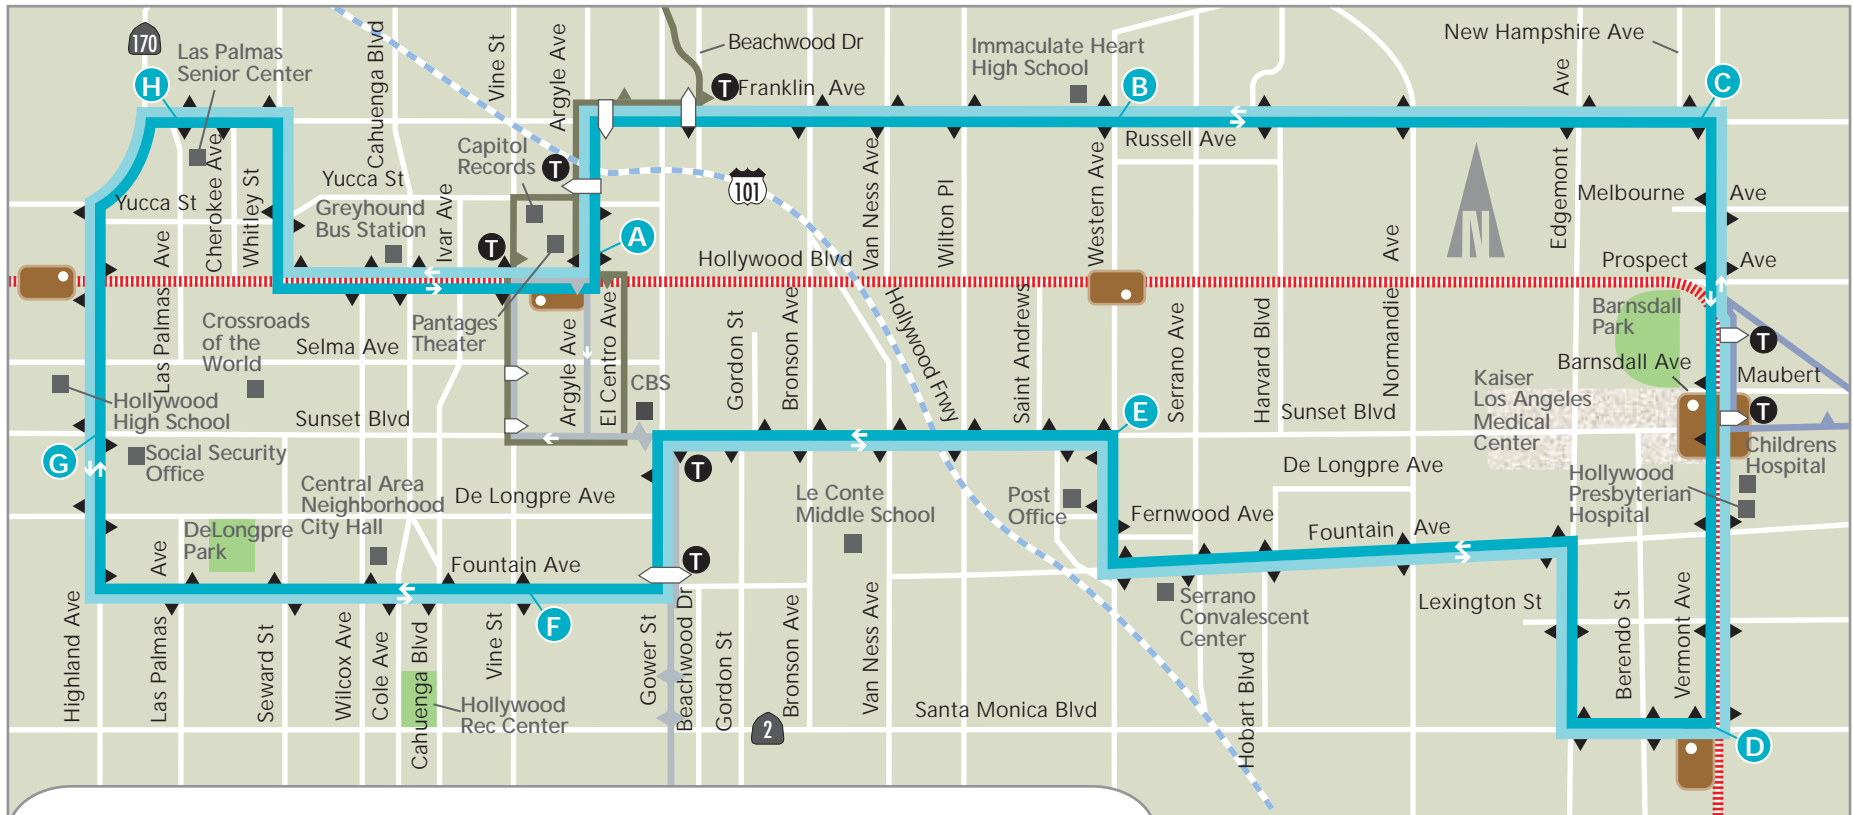 170
Las Palmas
Senior Center
Cahuenga Blvd
Vine St
Argyle Ave
Beachwood Dr
Immaculate Heart
High School
New Hampshire Ave
H
T
Franklin Ave
B
Ave
C
Capitol
Records
T
Russell Ave
Cherokee Ave
Whitley St
Yucca St
Yucca St
Greyhound
Bus Station
Ivar Ave
T
A
101
Van Ness Ave
Wilton Pl
Western Ave
N
Edgemont
Melbourne Ave
Hollywood Blvd
Ave
Prospect Ave
Las Palmas Ave
Crossroads
of the
World
Pantages
Theater
Selma Ave
Argyle Ave
El Centro Ave
Gordon St
Bronson Ave
Hollywood Frwy
Saint Andrews
Serrano Ave
Harvard Blvd
Normandie
Barnsdall
Park
T
Barnsdall Ave
Maubert
CBS
Hollywood
High School
Sunset Blvd
E
Sunset Blvd
Kaiser
Los Angeles
Medical
Center
T
Childrens
Hospital
G
Social Security
Office
T
De Longpre Ave
Central Area
Neighborhood
City Hall
De Longpre Ave
Le Conte
Middle School
Post
Office
Fernwood Ave
Fountain Ave
Hollywood
Presbyterian
Hospital
DeLongpre
Park
Ave
Fountain Ave
T
F
Serrano
Convalescent
Center
Lexington St
Highland Ave
Las Palmas
Seward St
Wilcox Ave
Cole Ave
Cahuenga Blvd
Vine St
Hollywood
Rec Center
Gower St
Beachwood Dr
Gordon St
Bronson Ave
2
Van Ness Ave
Santa Monica Blvd
Hobart Blvd
Berendo St
Vermont Ave
D